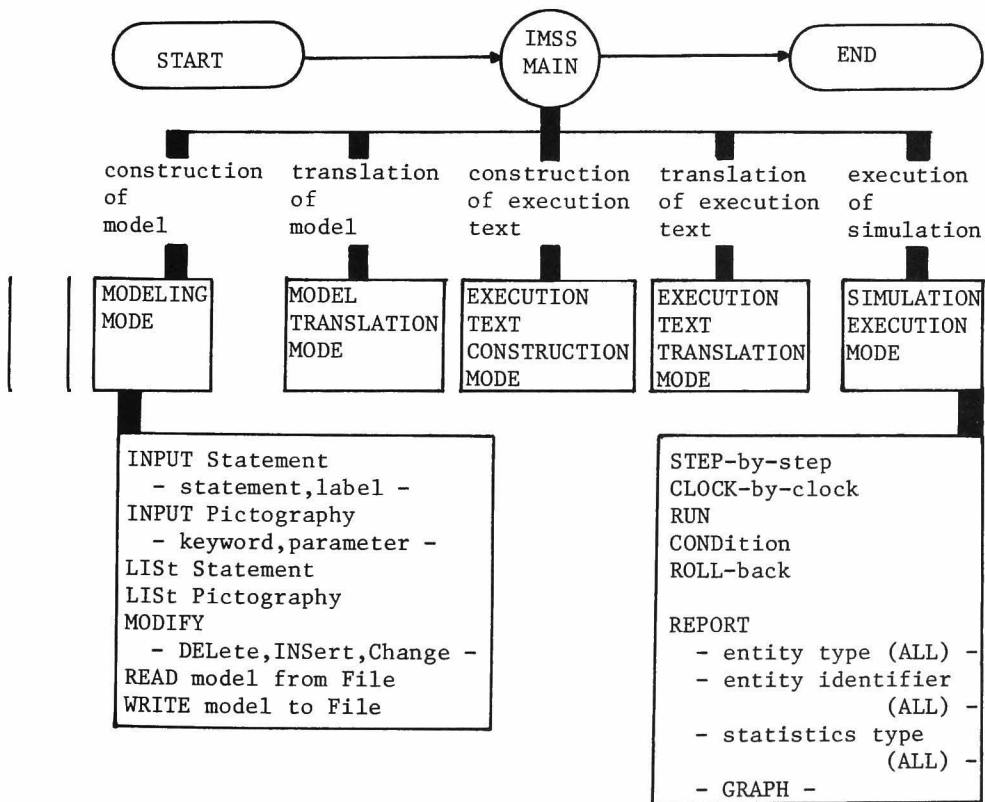 START
IMSS
MAIN
END
construction
of
model
translation
of
model
construction
of execution
text
translation
of execution
text
execution
of
simulation
MODELING
MODE
MODEL
TRANSLATION
MODE
EXECUTION
TEXT
CONSTRUCTION
MODE
EXECUTION
TEXT
TRANSLATION
MODE
SIMULATION
EXECUTION
MODE
INPUT Statement
- statement,label -
INPUT Pictography
- keyword,parameter -
LISt Statement
LISt Pictography
MODIFY
- DELete,INSert,Change -
READ model from File
WRITE model to File
STEP-by-step
CLOCK-by-clock
RUN
CONDition
ROLL-back
REPORT
- entity type (ALL) -
- entity identifier
(ALL) -
- statistics type
(ALL) -
- GRAPH -